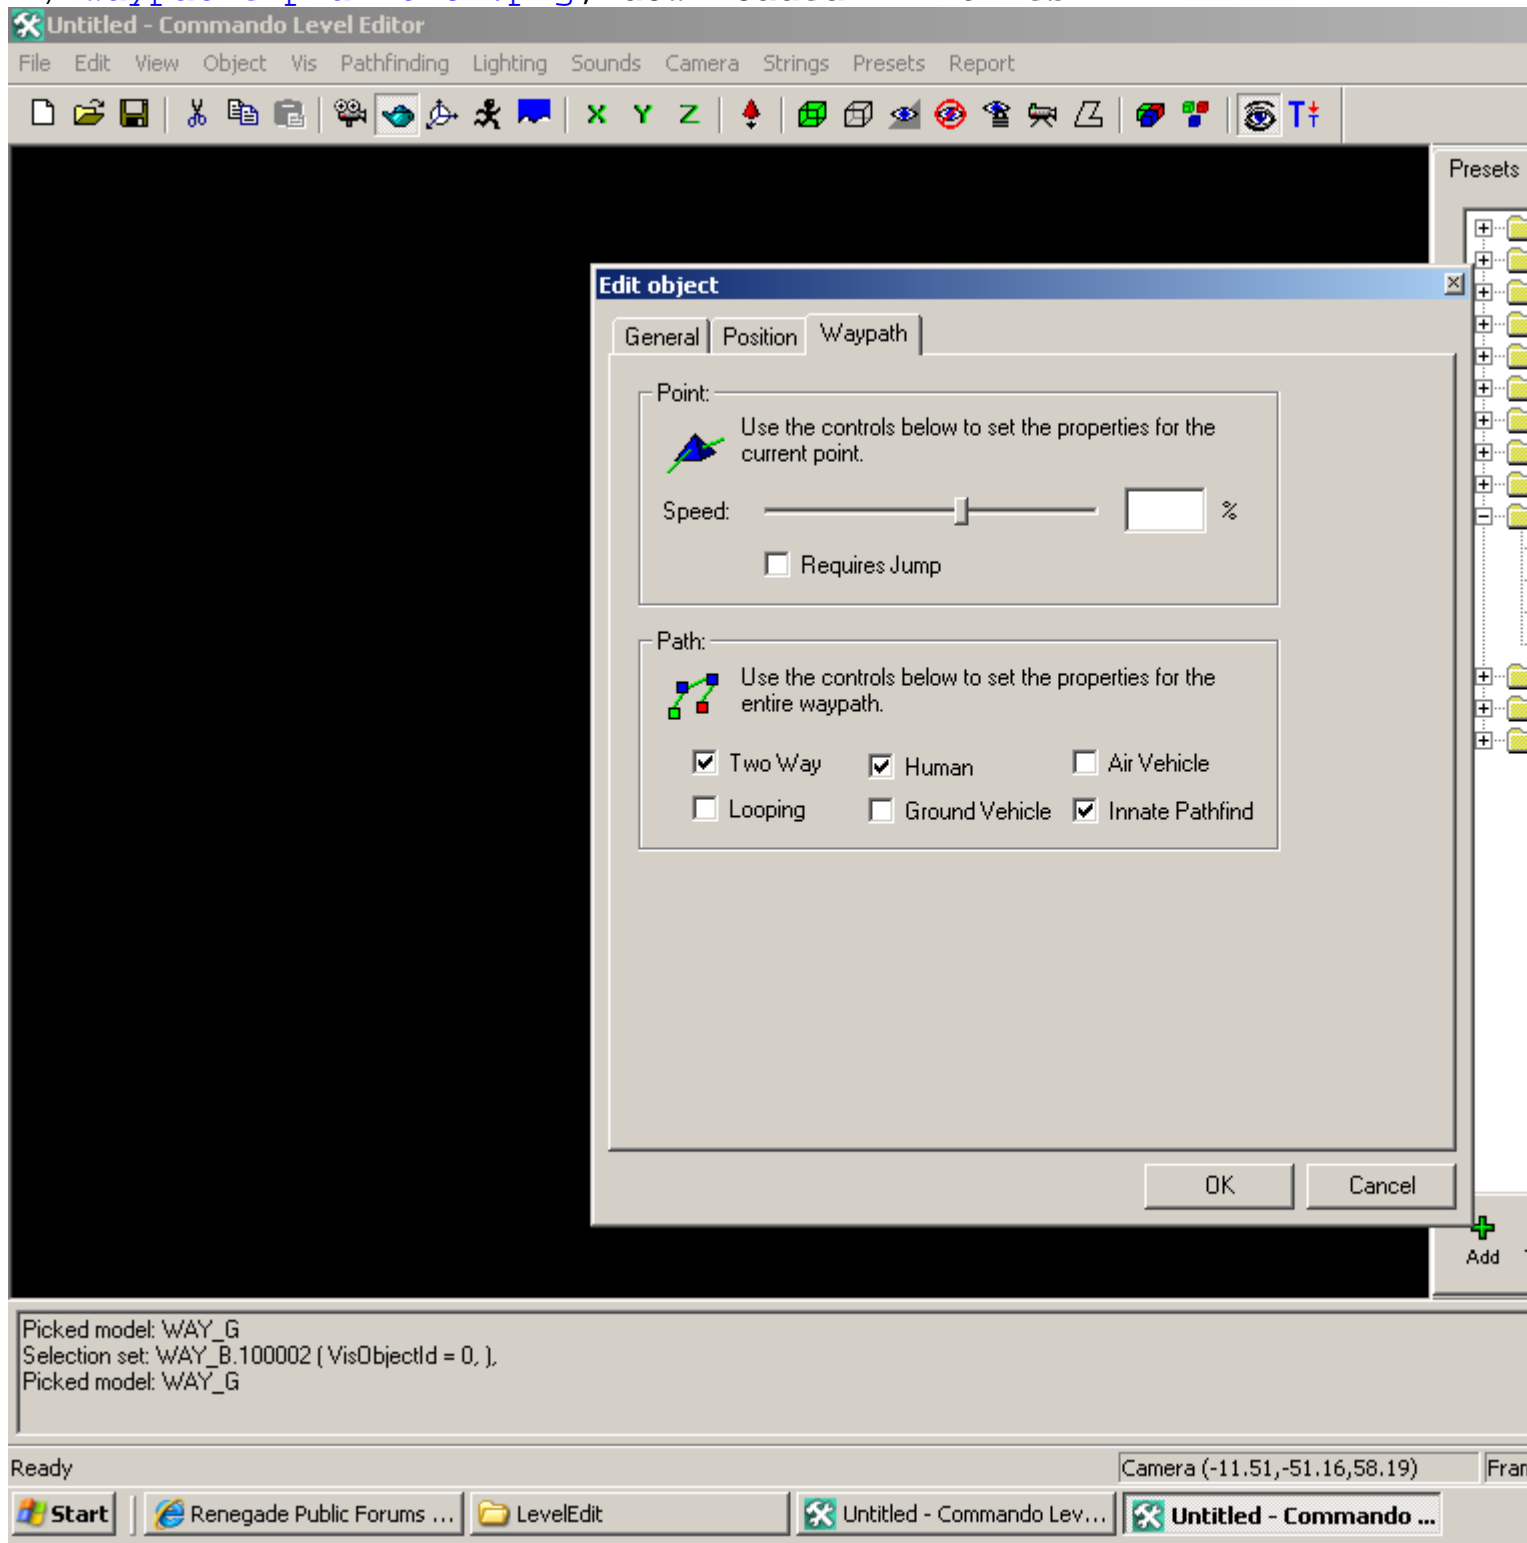 Untitled - Commando Level Editor
File Edit View Object Vis Pathfinding Lighting Sounds Camera Strings Presets Report
X Y Z T
Presets
Edit object
General Position Waypath
Point:
Use the controls below to set the properties for the
current point.
Speed: %
Requires Jump
Path:
Use the controls below to set the properties for the
entire waypath.
Two Way Human Air Vehicle
Looping Ground Vehicle Innate Pathfind
OK Cancel
Add
Picked model: WAY_G
Selection set: WAY_B.100002 ( VisObjectId = 0, ),
Picked model: WAY_G
Ready Camera (-11.51,-51.16,58.19)
Start Renegade Public Forums ... LevelEdit Untitled - Commando Lev... Untitled - Commando ...